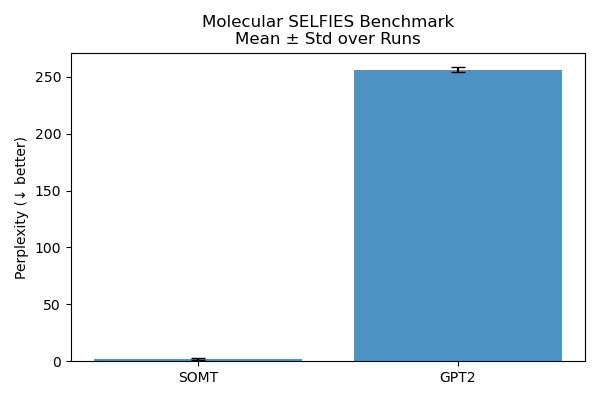 Molecular SELFIES Benchmark
Mean ± Std over Runs
Perplexity (↓ better)
250
200
150
100
50
0
SOMT
GPT2